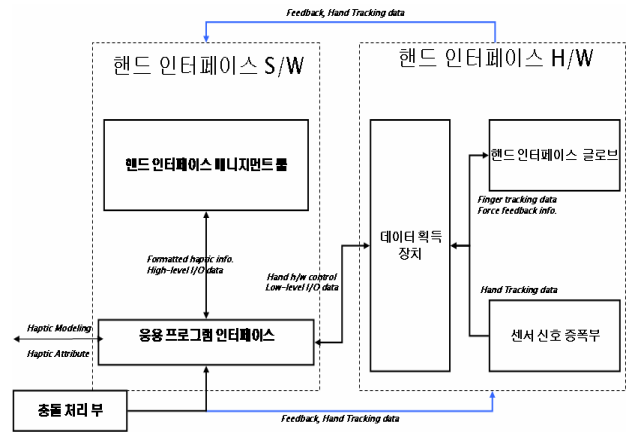 Feedback, Hand Tracking data
핸드 인터페이스 S/W
핸드 인터페이스 H/W
핸드 인터페이스 매니지먼트 툴
핸드 인터페이스 글로브
Finger tracking data
Force feedback info.
데이터 획득
장치
Formatted haptic info.
High-level I/O data
Hand h/w control
Low-level I/O data
Hand Tracking data
Haptic Modeling
Haptic Attribute
응용 프로그램 인터페이스
센서 신호 증폭부
충돌 처리 부
Feedback, Hand Tracking data